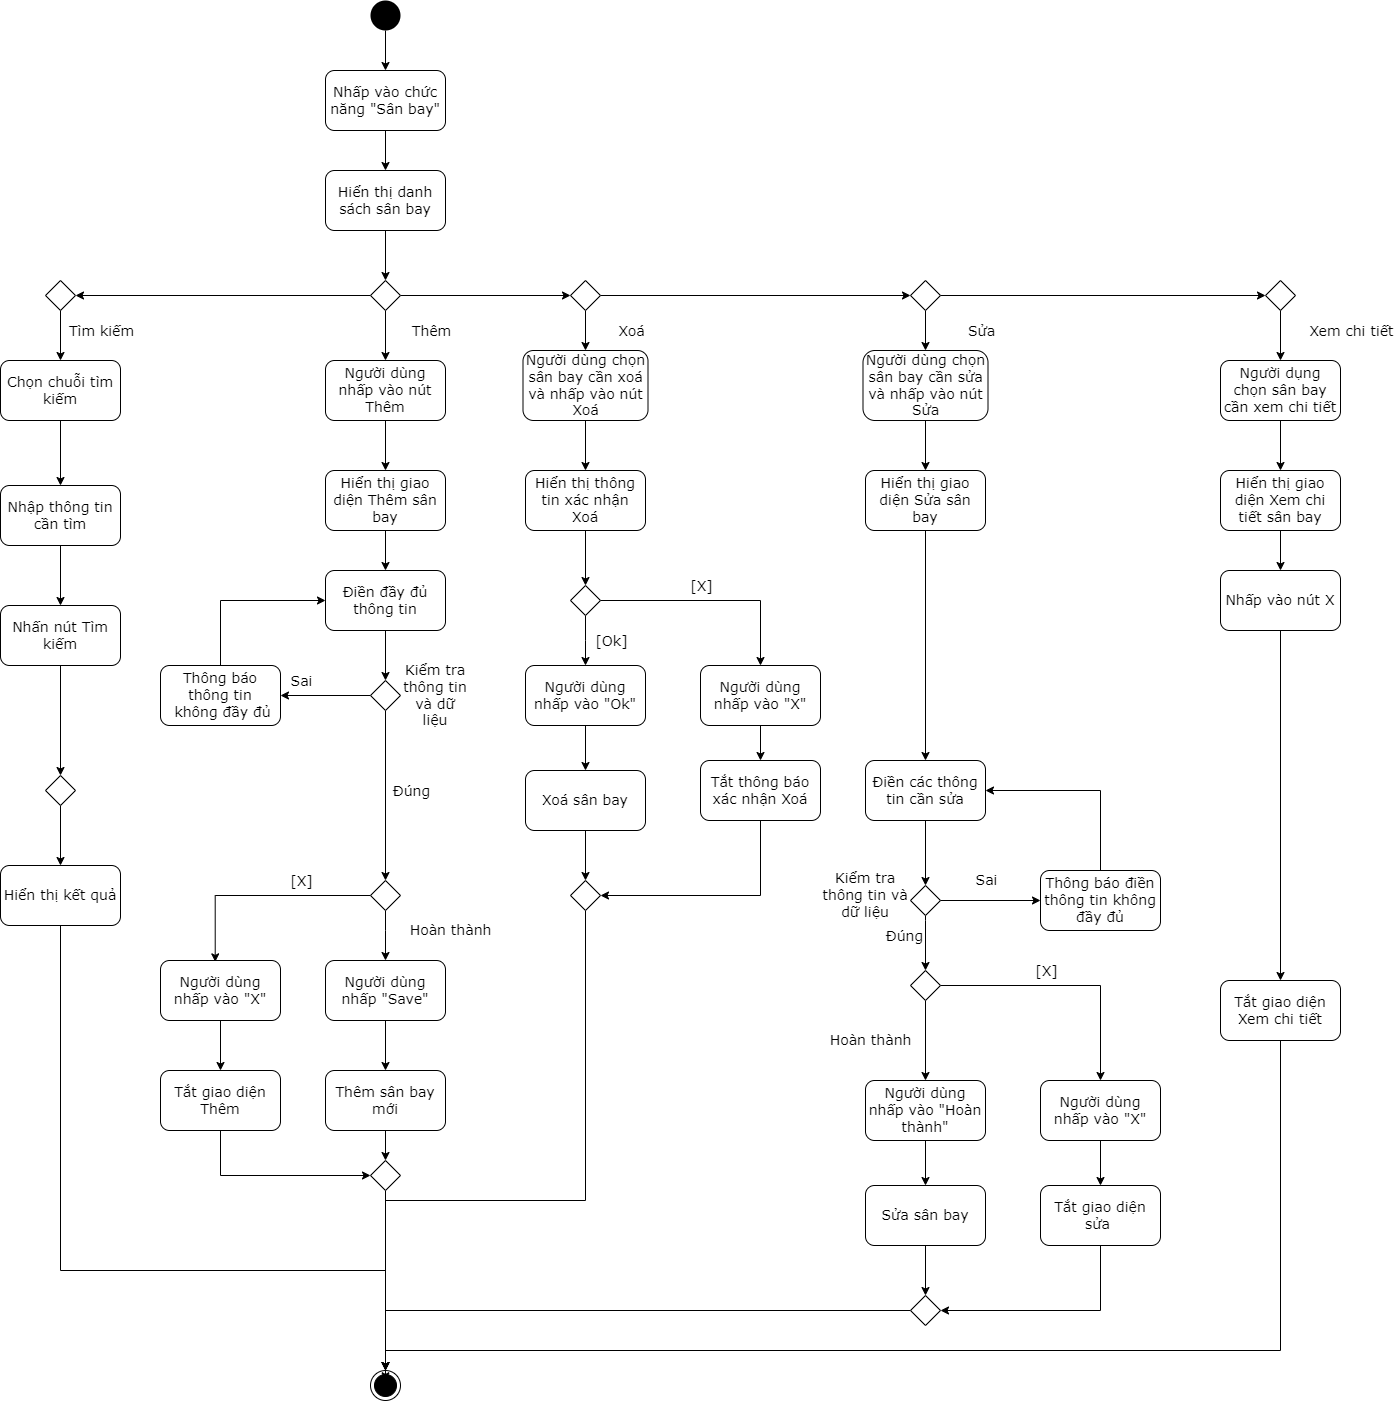 Nhấp vào chức
năng "Sân bay"
Hiển thị danh
sách sân bay
Tìm kiếm
Thêm
Xoá
Sửa
Xem chi tiết
Chọn chuỗi tìm
kiếm
Người dùng
nhấp vào nút
Thêm
Người dùng chọn
sân bay cần xoá
và nhấp vào nút
Xoá
Người dùng chọn
sân bay cần sửa
và nhấp vào nút
Sửa
Người dụng
chọn sân bay
cần xem chi tiết
Nhập thông tin
cần tìm
Hiển thị giao
diện Thêm sân
bay
Hiển thị thông
tin xác nhận
Xoá
Hiển thị giao
diện Sửa sân
bay
Hiển thị giao
diện Xem chi
tiết sân bay
Nhấn nút Tìm
kiếm
Điền đầy đủ
thông tin
[X]
[Ok]
Nhấp vào nút X
Thông báo
thông tin
không đầy đủ
Sai
Kiểm tra
thông tin
và dữ
liệu
Người dùng
nhấp vào "Ok"
Người dùng
nhấp vào "X"
Đúng
Xoá sân bay
Tắt thông báo
xác nhận Xoá
Điền các thông
tin cần sửa
Hiển thị kết quả
[X]
Hoàn thành
Kiểm tra
thông tin và
dữ liệu
Sai
Thông báo điền
thông tin không
đầy đủ
Đúng
Người dùng
nhấp vào "X"
Người dùng
nhấp "Save"
[X]
Hoàn thành
Tắt giao diện
Xem chi tiết
Tắt giao diện
Thêm
Thêm sân bay
mới
Người dùng
nhấp vào "Hoàn
thành"
Người dùng
nhấp vào "X"
Sửa sân bay
Tắt giao diện
sửa